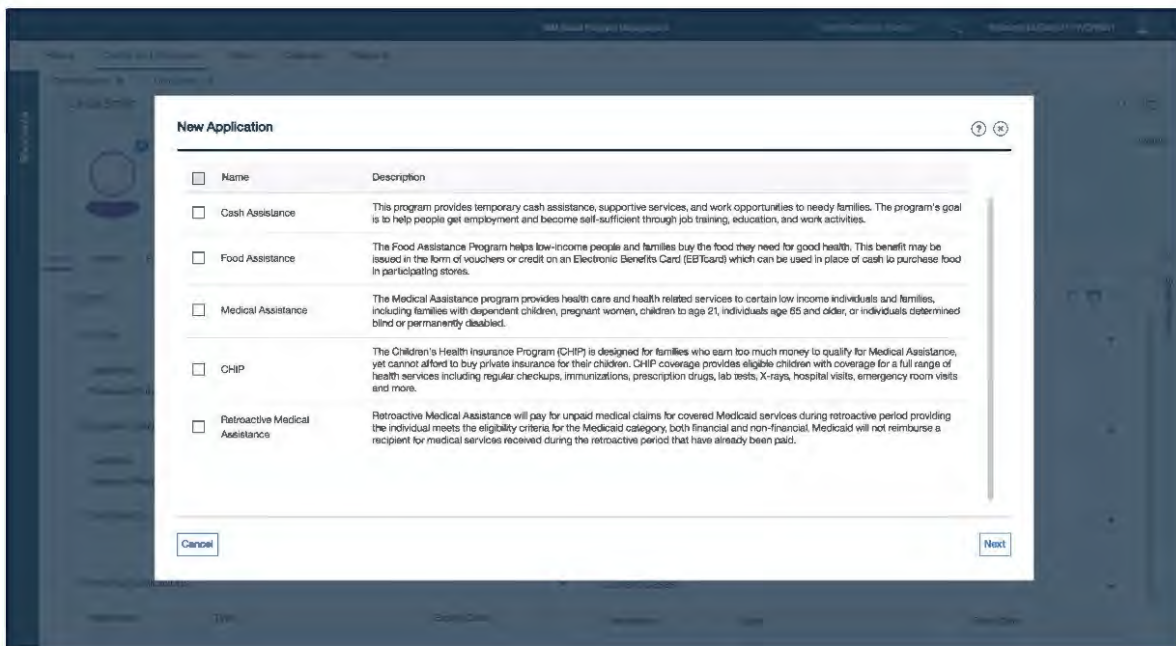 New Application
Name Description
Cash Assistance
This program provides temporary cash assistance, supportive services, and work opportunities to needy families. The program's goal
is to help people get employment and become self-sufficient through job training, education, and work activities.
Food Assistance
The Food Assistance Program helps low-income people and families buy the food they need for good health. This benefit may be
issued in the form of vouchers or credit on an Electronic Benefits Card (EBTcard) which can be used in place of cash to purchase food
in participating stores.
Medical Assistance
The Medical Assistance program provides health care and health related services to certain low income individuals and families,
including families with dependent children, pregnant women, children to age 21, individuals age 65 and older, or individuals determined
blind or permanently disabled.
CHIP
The Children's Health Insurance Program (CHIP) is designed for families who earn too much money to qualify for Medical Assistance,
yet cannot afford to buy private insurance for their children. CHIP coverage provides eligible children with coverage for a full range of
health services including regular checkups, immunizations, prescription drugs, lab tests, X-rays, hospital visits, emergency room visits
and more.
Retroactive Medical
Assistance
Retroactive Medical Assistance will pay for unpaid medical claims for covered Medicaid services during retroactive period providing
the individual meets the eligibility criteria for the Medicaid category, both financial and non-financial. Medicaid will not reimburse a
recipient for medical services received during the retroactive period that have already been paid.
Cancel Next